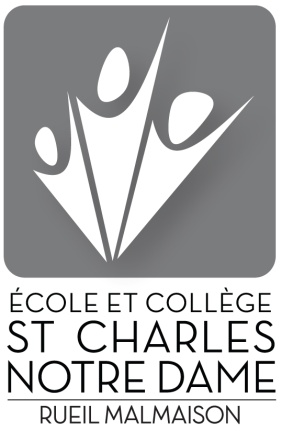 ÉCOLE ET COLLÈGE
ST CHARLES
NOTRE DAME
RUEIL MALMAISON